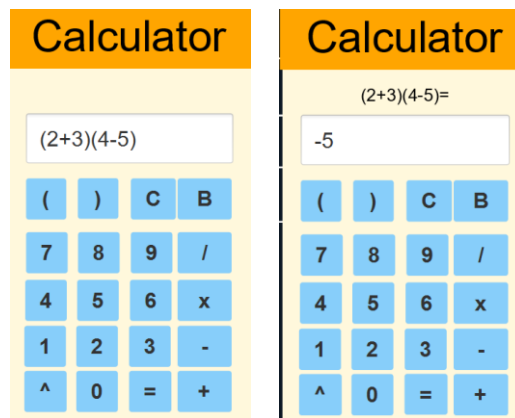 Calculator
(2+3)(4-5)
( ) C B
7 8 9 /
4 5 6 x
1 2 3 -
^ 0 = +
Calculator
(2+3)(4-5)=
-5
( ) C B
7 8 9 /
4 5 6 x
1 2 3 -
^ 0 = +